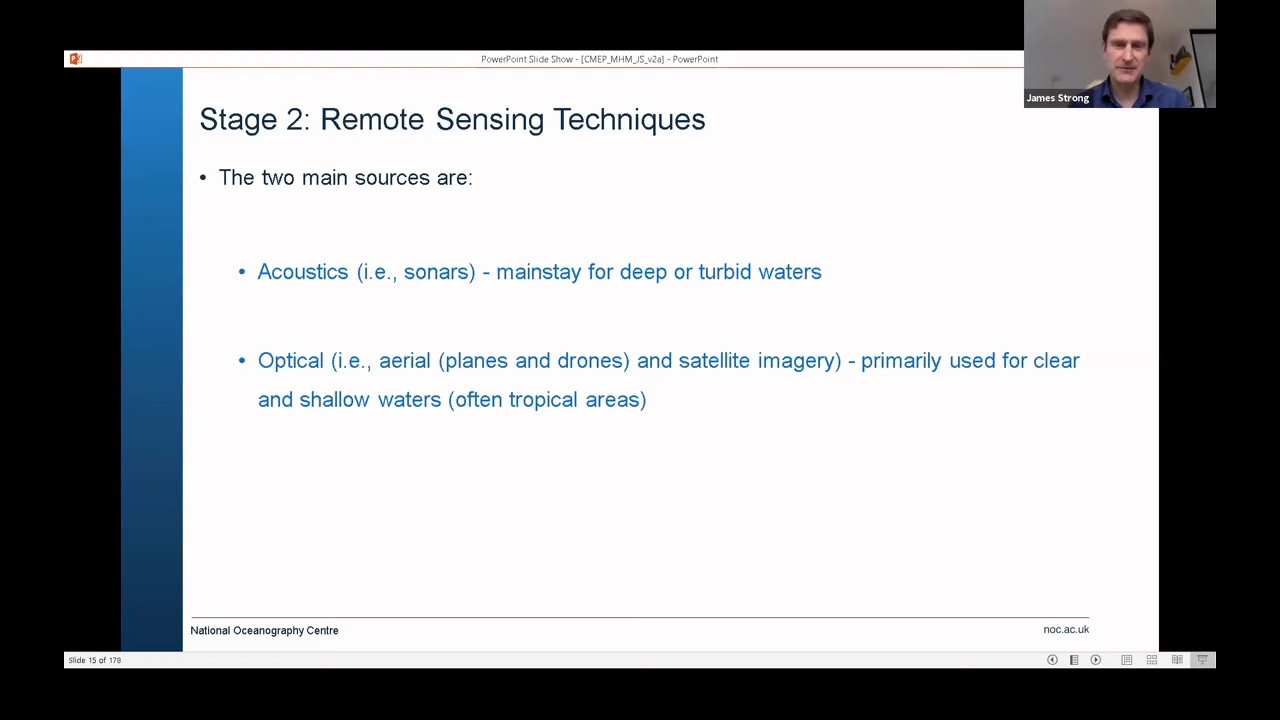 PowerPoint Slide Show - [CMEP_MHM_JS_v2a] - PowerPoint
James Strong
Stage 2: Remote Sensing Techniques
• The two main sources are:
• Acoustics (i.e., sonars) - mainstay for deep or turbid waters
• Optical (i.e., aerial (planes and drones) and satellite imagery) - primarily used for clear
and shallow waters (often tropical areas)
National Oceanography Centre
noc.ac.uk
Slide 15 of 178